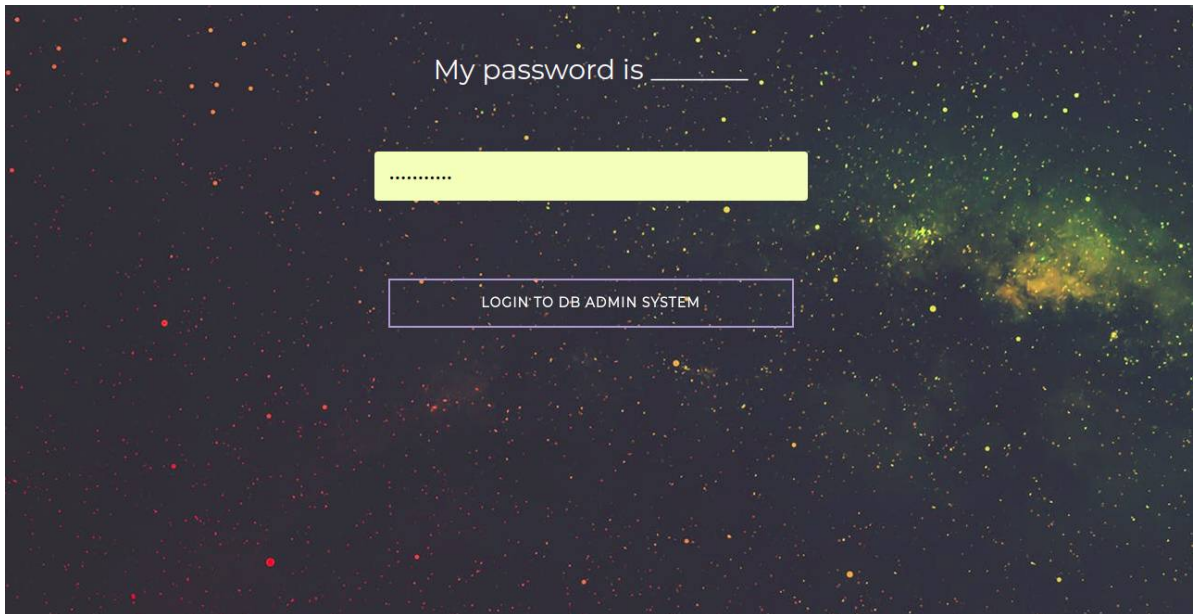 My password is _______
...........
LOGIN TO DB ADMIN SYSTEM